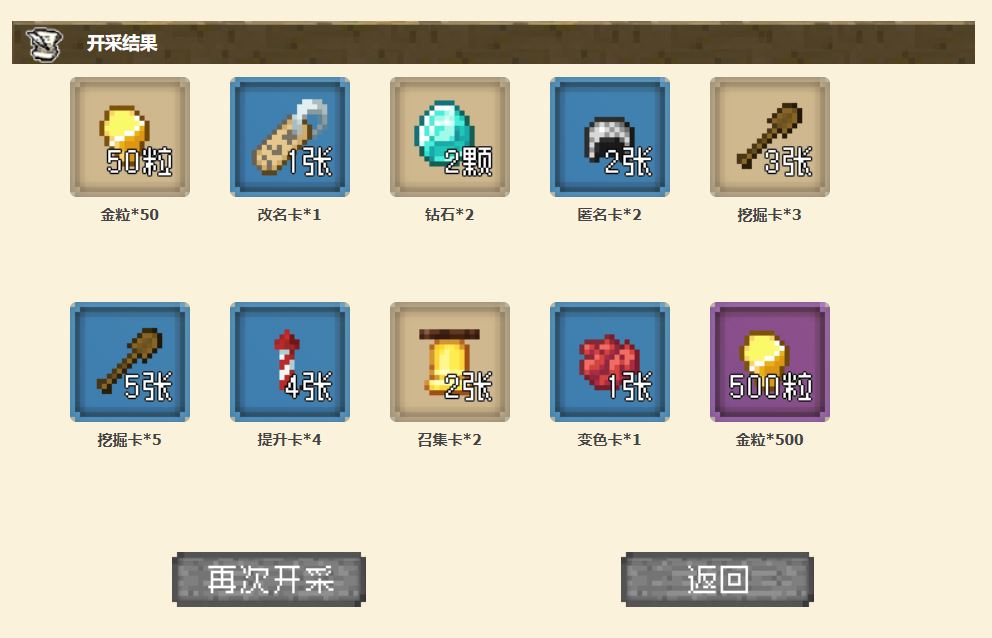 开采结果
50粒 1张 2颗 2张 3张
金粒*50 改名卡*1 钻石*2 匿名卡*2 挖掘卡*3
5张 4张 2张 1张 500粒
挖掘卡*5 提升卡*4 召集卡*2 变色卡*1 金粒*500
再次开采 返回